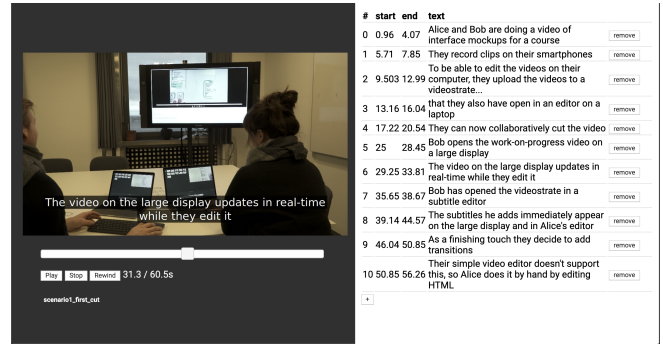 The video on the large display updates in real-time
while they edit it
Play Stop Rewind 31.3 / 60.5s
scenario1_first_cut
# start end text
0 0.96 4.07 Alice and Bob are doing a video of
interface mockups for a course remove
1 5.71 7.85 They record clips on their smartphones remove
2 9.503 12.99 To be able to edit the videos on their
computer, they upload the videos to a
videostrate... remove
3 13.16 16.04 that they also have open in an editor on a
laptop remove
4 17.22 20.54 They can now collaboratively cut the video remove
5 25 28.45 Bob opens the work-on-progress video on
a large display remove
6 29.25 33.81 The video on the large display updates in
real-time while they edit it remove
7 35.65 38.67 Bob has opened the videostrate in a
subtitle editor remove
8 39.14 44.57 The subtitles he adds immediately appear
on the large display and in Alice's editor remove
9 46.04 50.85 As a finishing touch they decide to add
transitions remove
10 50.85 56.26 Their simple video editor doesn't support
this, so Alice does it by hand by editing
HTML remove
+